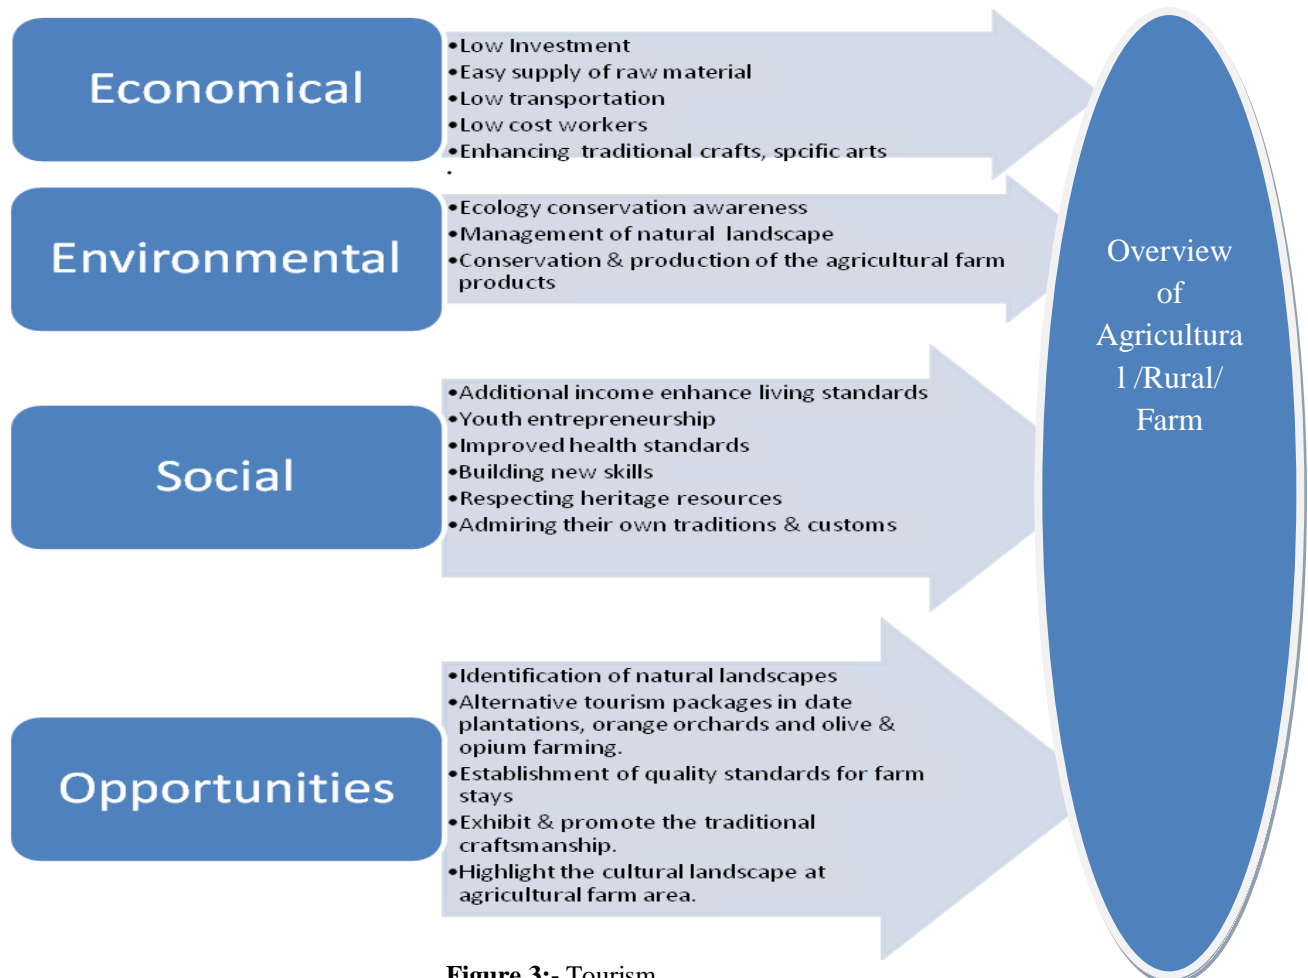 Economical
•Low Investment
•Easy supply of raw material
•Low transportation
•Low cost workers
•Enhancing traditional crafts, spcific arts
•
Environmental
•Ecology conservation awareness
•Management of natural landscape
•Conservation & production of the agricultural farm
products
Social
•Additional income enhance living standards
•Youth entrepreneurship
•Improved health standards
•Building new skills
•Respecting heritage resources
•Admiring their own traditions & customs
Opportunities
•Identification of natural landscapes
•Alternative tourism packages in date
plantations, orange orchards and olive &
opium farming.
•Establishment of quality standards for farm
stays
•Exhibit & promote the traditional
craftsmanship.
•Highlight the cultural landscape at
agricultural farm area.
Overview
of
Agricultura
l /Rural/
Farm
Figure 3:- Tourism